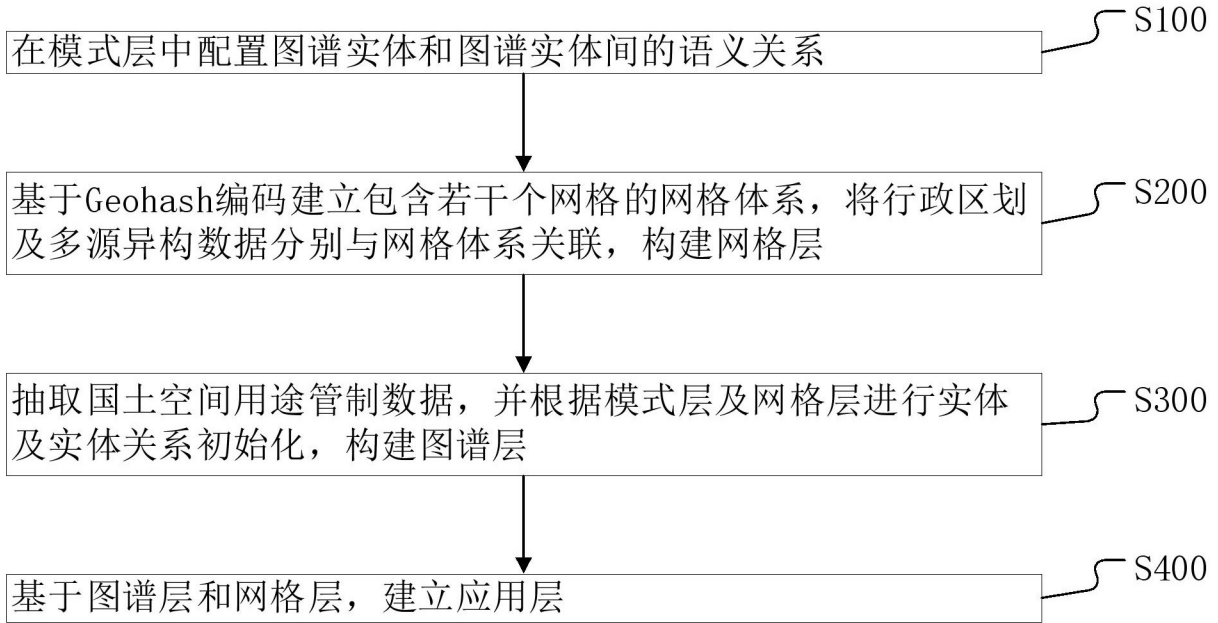 S100
在模式层中配置图谱实体和图谱实体间的语义关系
S200
基于Geohash编码建立包含若干个网格的网格体系，将行政区划
及多源异构数据分别与网格体系关联，构建网格层
S300
抽取国土空间用途管制数据，并根据模式层及网格层进行实体
及实体关系初始化，构建图谱层
S400
基于图谱层和网格层，建立应用层